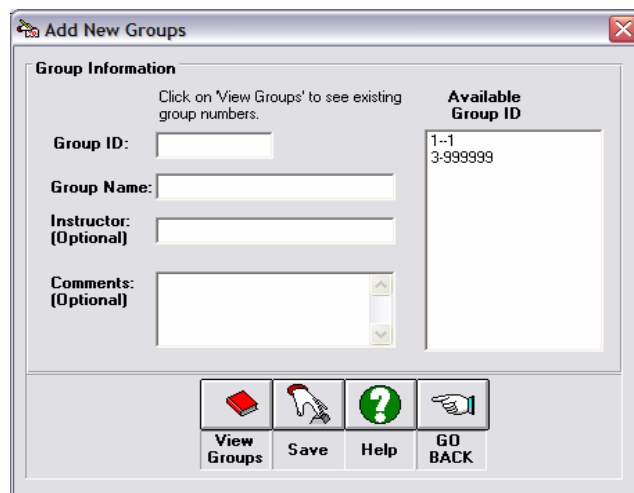 Add New Groups
Group Information
Click on 'View Groups' to see existing
group numbers.
Available
Group ID
Group ID:
1--1
3-999999
Group Name:
Instructor:
(Optional)
Comments:
(Optional)
View
Groups
Save
Help
GO
BACK